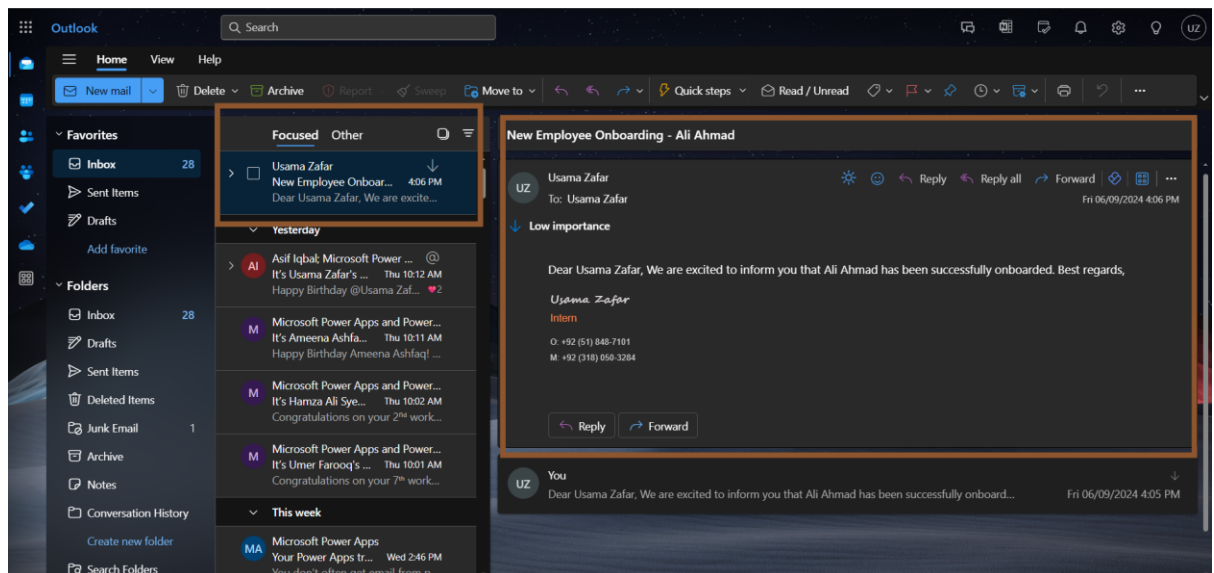 Outlook
Search
UZ
Home View Help
New mail Delete Archive Report Sweep Move to Quick steps Read / Unread
Favorites
Inbox 28
Sent Items
Drafts
Add favorite
Folders
Inbox 28
Drafts
Sent Items
Deleted Items
Junk Email 1
Archive
Notes
Conversation History
Create new folder
Search Folders
Focused Other
Usama Zafar
New Employee Onboar... 4:06 PM
Dear Usama Zafar, We are excite...
Yesterday
AI
Asif Iqbal; Microsoft Power ... @
It's Usama Zafar's ... Thu 10:12 AM
Happy Birthday @Usama Zaf... 2
M
Microsoft Power Apps and Power...
It's Ameena Ashfa... Thu 10:11 AM
Happy Birthday Ameena Ashfaq! ...
M
Microsoft Power Apps and Power...
It's Hamza Ali Sye... Thu 10:02 AM
Congratulations on your 2nd work...
M
Microsoft Power Apps and Power...
It's Umer Farooq's ... Thu 10:01 AM
Congratulations on your 7th work...
This week
MA
Microsoft Power Apps
Your Power Apps tr... Wed 2:46 PM
You don't often get email from
New Employee Onboarding - Ali Ahmad
UZ
Usama Zafar
To: Usama Zafar
Reply Reply all Forward
Fri 06/09/2024 4:06 PM
Low importance
Dear Usama Zafar, We are excited to inform you that Ali Ahmad has been successfully onboarded. Best regards,
Usama Zafar
Intern
O: +92 (51) 848-7101
M: +92 (318) 050-3284
Reply Forward
UZ
You
Dear Usama Zafar, We are excited to inform you that Ali Ahmad has been successfully onboard... Fri 06/09/2024 4:05 PM